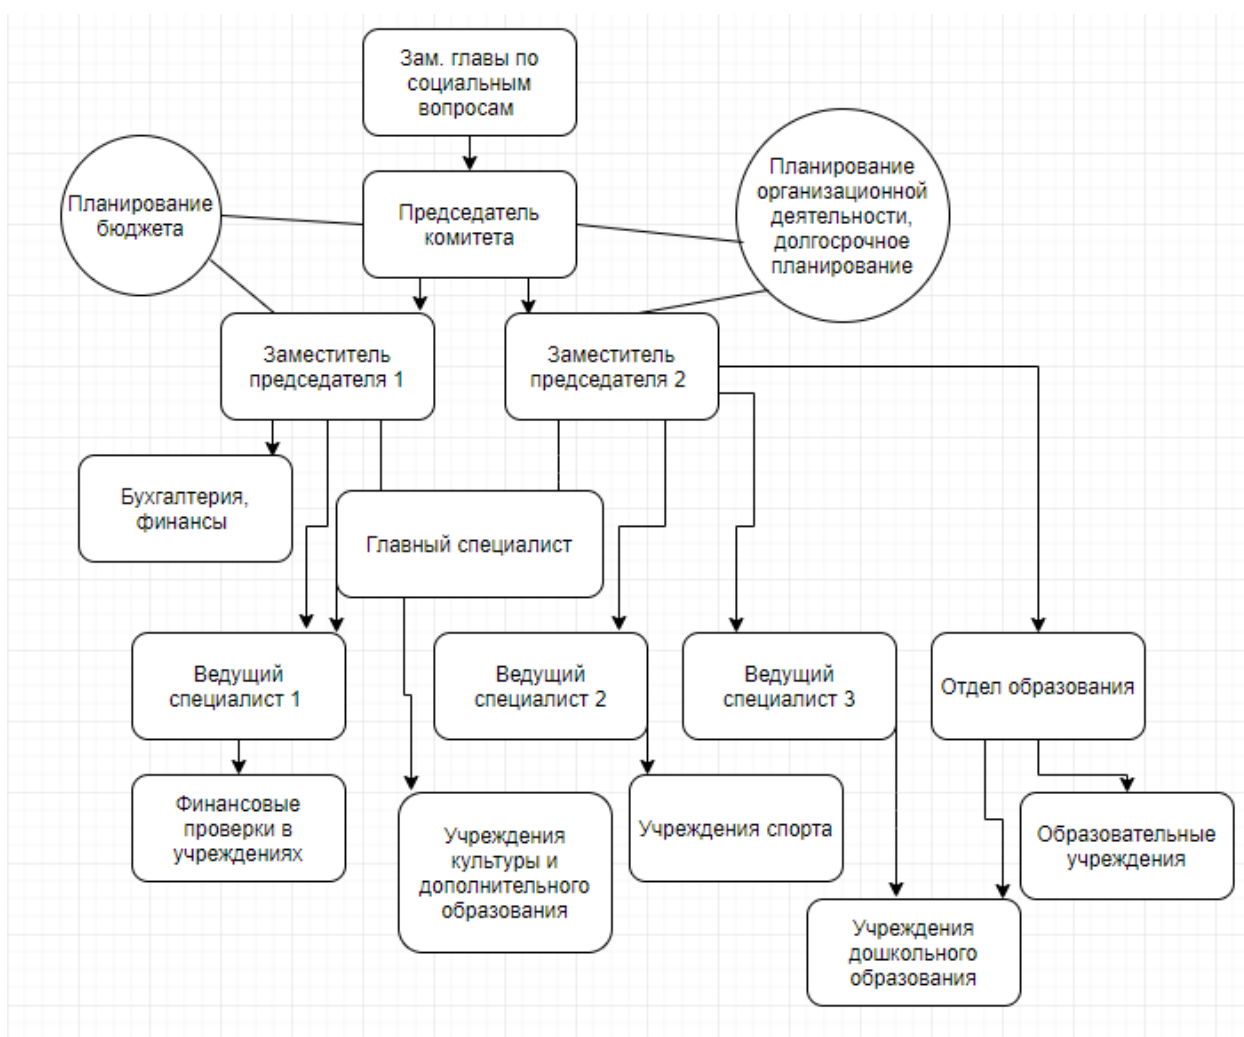 Зам. главы по
социальным
вопросам
Планирование
бюджета
Председатель
комитета
Планирование
организационной
деятельности,
долгосрочное
планирование
Заместитель
председателя 1
Заместитель
председателя 2
Бухгалтерия,
финансы
Главный специалист
Ведущий
специалист 1
Ведущий
специалист 2
Ведущий
специалист 3
Отдел образования
Финансовые
проверки в
учреждениях
Учреждения
культуры и
дополнительного
образования
Учреждения спорта
Образовательные
учреждения
Учреждения
дошкольного
образования